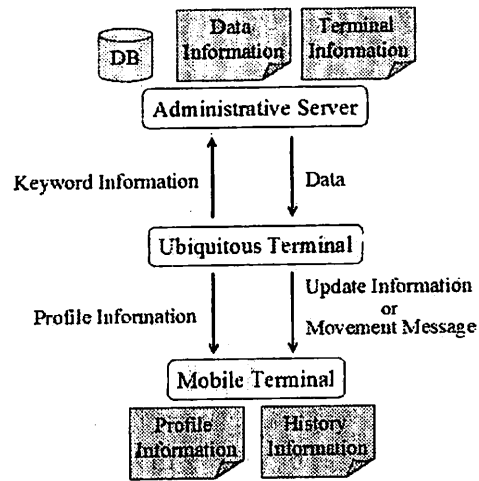 DB
Data
Information
Terminal
Information
Administrative Server
Keyword Information
Data
Ubiquitous Terminal
Profile Information
Update Information
or
Movement Message
Mobile Terminal
Profile
Information
History
Information